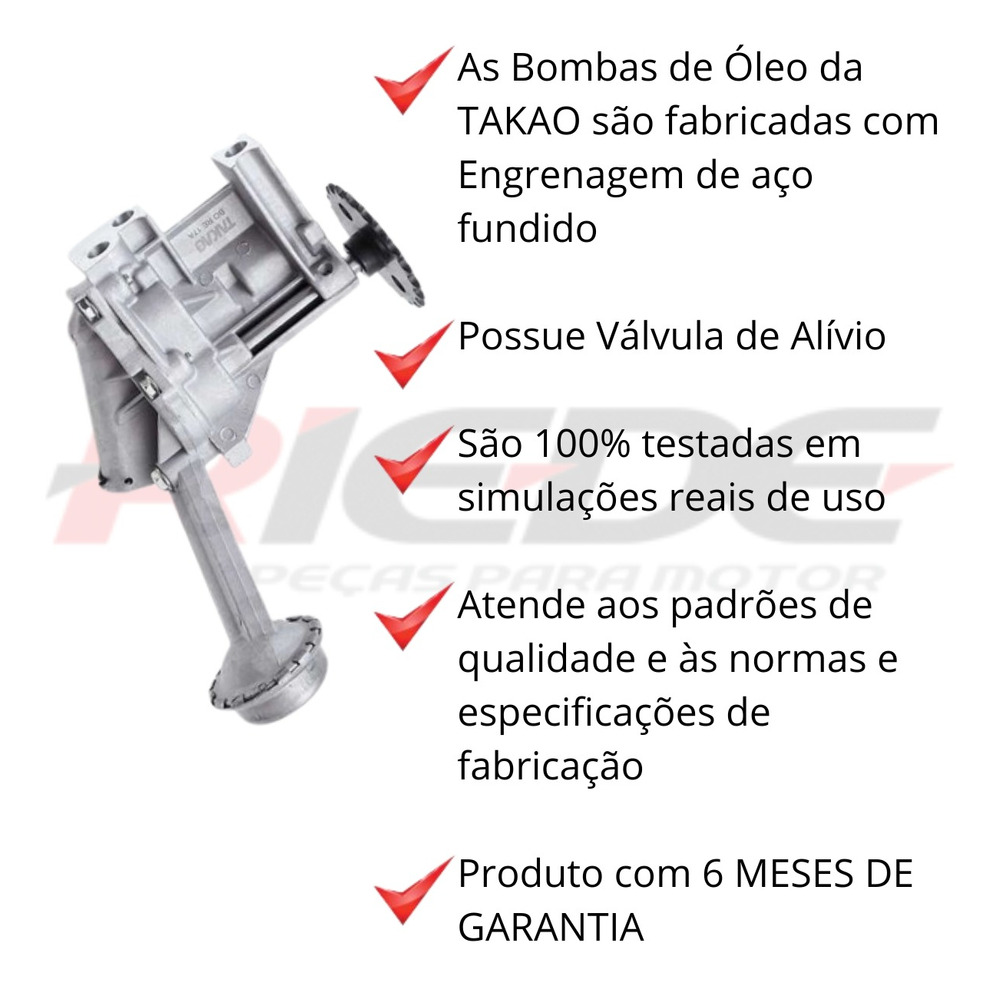 As Bombas de Óleo da
TAKAO são fabricadas com
Engrenagem de aço
fundido
TAKAO
Possue Válvula de Alívio
São 100% testadas em
simulações reais de uso
RIEDE
PEÇAS PARA MOTOR
Atende aos padrões de
qualidade e às normas e
especificações de
fabricação
Produto com 6 MESES DE
GARANTIA